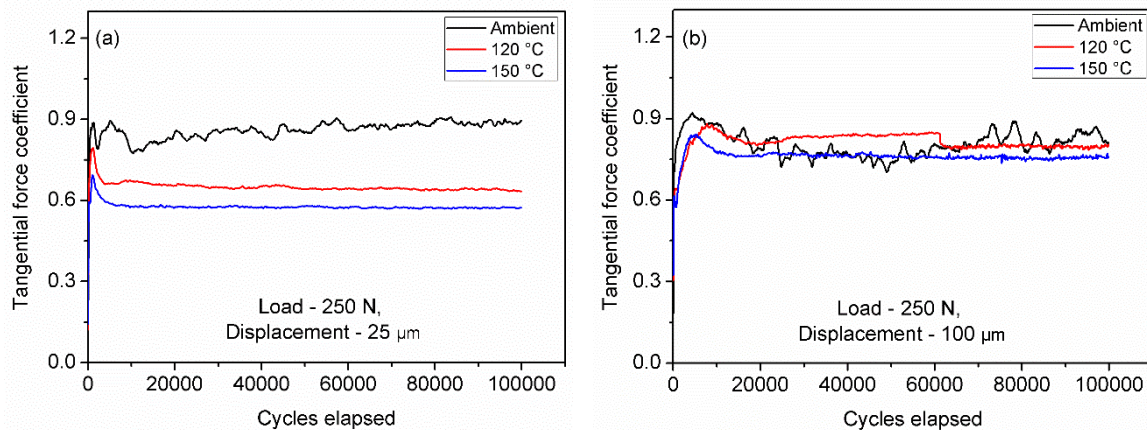 (a)
Ambient
120 °C
150 °C
1.2
0.9
0.6
0.3
0.0
Tangential force coefficient
Load - 250 N,
Displacement - 25 µm
0
20000
40000
60000
80000
100000
Cycles elapsed
(b)
Ambient
120 °C
150 °C
1.2
0.9
0.6
0.3
0.0
Tangential force coefficient
Load - 250 N,
Displacement - 100 µm
0
20000
40000
60000
80000
100000
Cycles elapsed